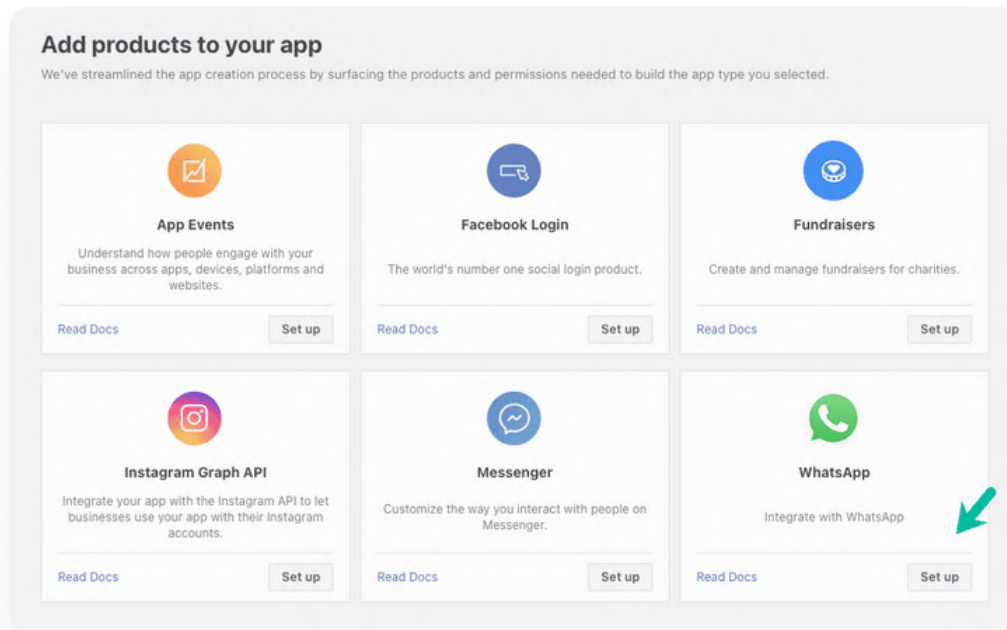 Add products to your app
We've streamlined the app creation process by surfacing the products and permissions needed to build the app type you selected.
App Events
Understand how people engage with your
business across apps, devices, platforms and
websites.
Read Docs
Set up
Facebook Login
The world's number one social login product.
Read Docs
Set up
Fundraisers
Create and manage fundraisers for charities.
Read Docs
Set up
Instagram Graph API
Integrate your app with the Instagram API to let
businesses use your app with their Instagram
accounts.
Read Docs
Set up
Messenger
Customize the way you interact with people on
Messenger.
Read Docs
Set up
WhatsApp
Integrate with WhatsApp
Read Docs
Set up